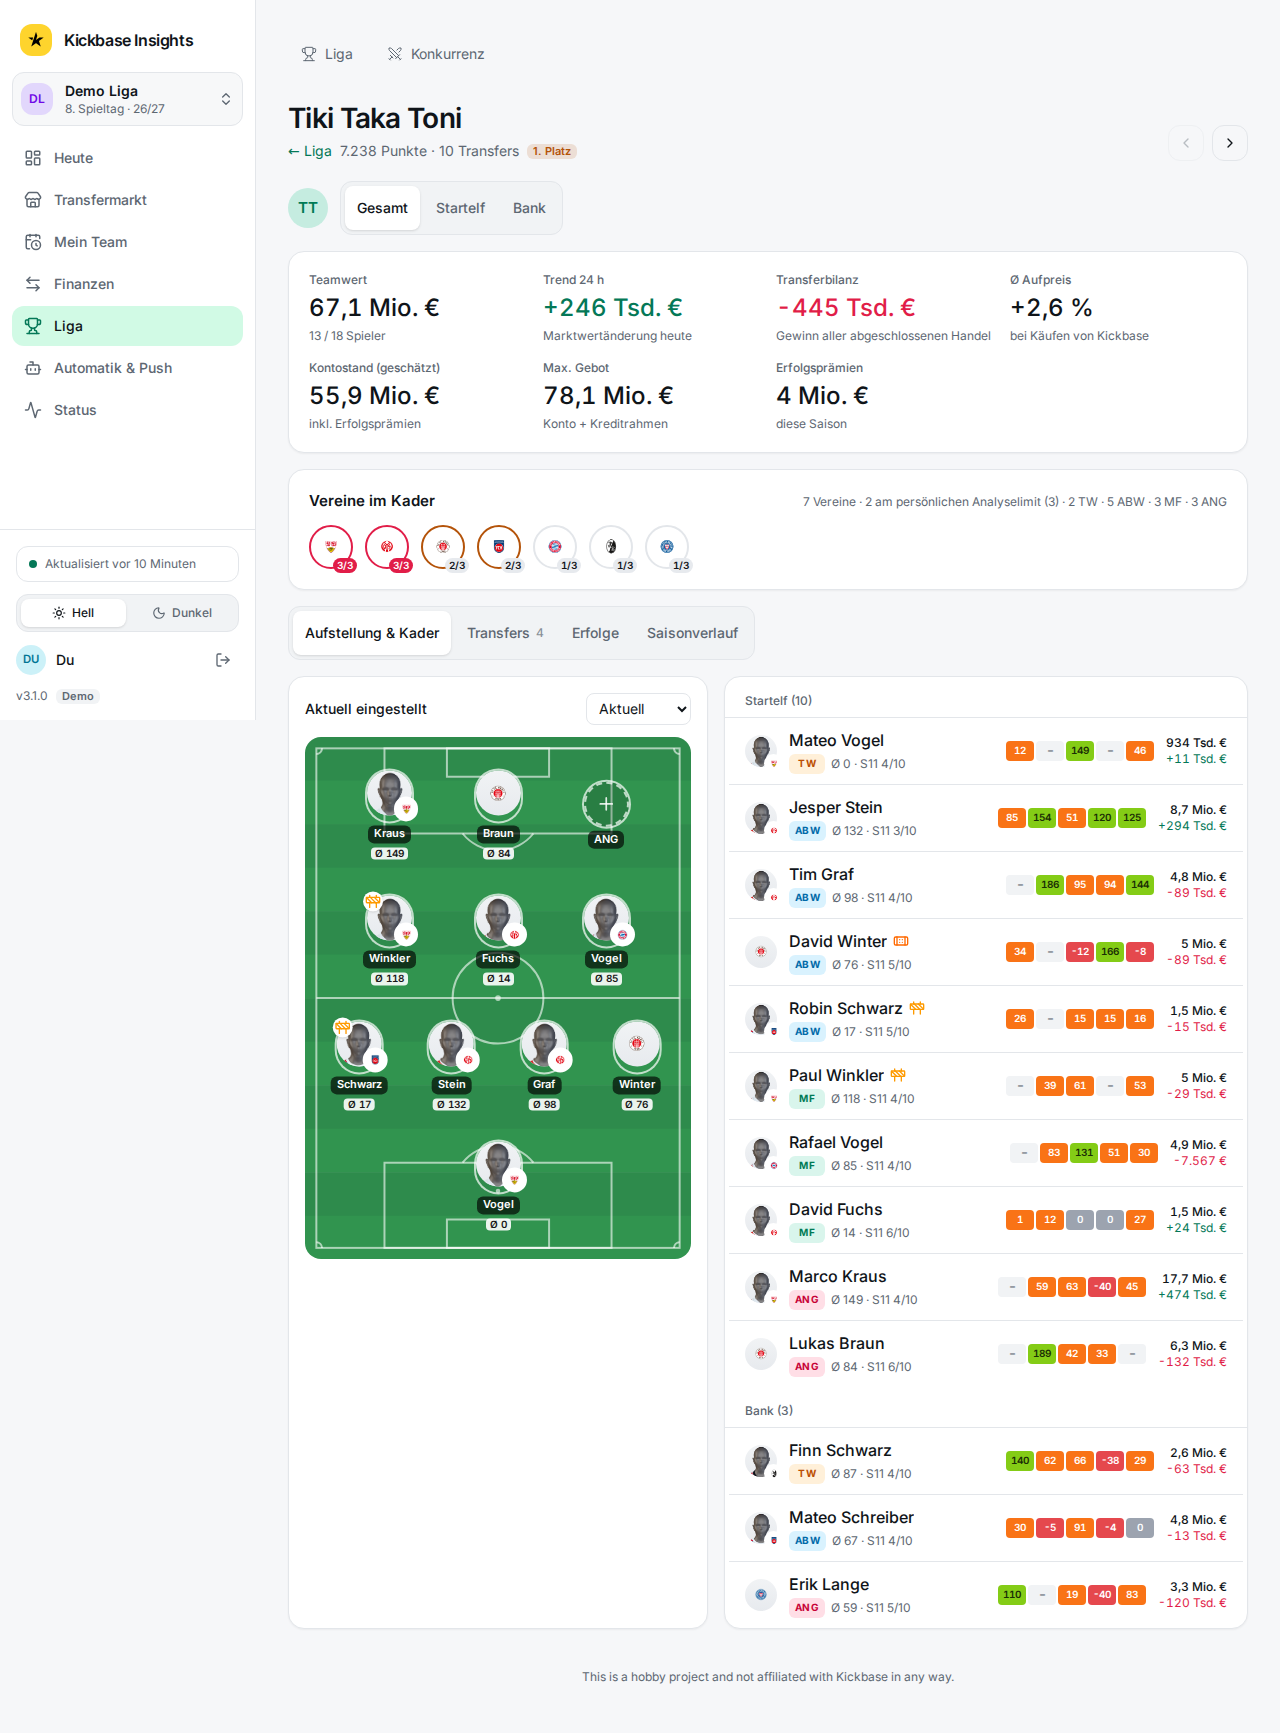 Kickbase Insights
DL
Demo Liga
8. Spieltag · 26/27
Heute
Transfermarkt
Mein Team
Finanzen
Liga
Automatik & Push
Status
Aktualisiert vor 10 Minuten
Hell
Dunkel
DU
Du
v3.1.0
Demo
Liga
Konkurrenz
Tiki Taka Toni
← Liga 7.238 Punkte · 10 Transfers 1. Platz
TT
Gesamt
Startelf
Bank
Teamwert
67,1 Mio. €
13 / 18 Spieler
Trend 24 h
+246 Tsd. €
Marktwertänderung heute
Transferbilanz
-445 Tsd. €
Gewinn aller abgeschlossenen Handel
Ø Aufpreis
+2,6 %
bei Käufen von Kickbase
Kontostand (geschätzt)
55,9 Mio. €
inkl. Erfolgsprämien
Max. Gebot
78,1 Mio. €
Konto + Kreditrahmen
Erfolgsprämien
4 Mio. €
diese Saison
Vereine im Kader
7 Vereine · 2 am persönlichen Analyselimit (3) · 2 TW · 5 ABW · 3 MF · 3 ANG
3/3
3/3
2/3
2/3
1/3
1/3
1/3
Aufstellung & Kader
Transfers 4
Erfolge
Saisonverlauf
Aktuell eingestellt
Aktuell
Kraus
Ø 149
Braun
Ø 84
ANG
Winkler
Ø 118
Fuchs
Ø 14
Vogel
Ø 85
Schwarz
Ø 17
Stein
Ø 132
Graf
Ø 98
Winter
Ø 76
Vogel
Ø 0
Startelf (10)
Mateo Vogel
TW Ø 0 · S11 4/10
12 – 149 – 46
934 Tsd. €
+11 Tsd. €
Jesper Stein
ABW Ø 132 · S11 3/10
85 154 51 120 125
8,7 Mio. €
+294 Tsd. €
Tim Graf
ABW Ø 98 · S11 4/10
– 186 95 94 144
4,8 Mio. €
-89 Tsd. €
David Winter
ABW Ø 76 · S11 5/10
34 – -12 166 -8
5 Mio. €
-89 Tsd. €
Robin Schwarz
ABW Ø 17 · S11 5/10
26 – 15 15 16
1,5 Mio. €
-15 Tsd. €
Paul Winkler
MF Ø 118 · S11 4/10
– 39 61 – 53
5 Mio. €
-29 Tsd. €
Rafael Vogel
MF Ø 85 · S11 4/10
– 83 131 51 30
4,9 Mio. €
-7.567 €
David Fuchs
MF Ø 14 · S11 6/10
1 12 0 0 27
1,5 Mio. €
+24 Tsd. €
Marco Kraus
ANG Ø 149 · S11 4/10
– 59 63 -40 45
17,7 Mio. €
+474 Tsd. €
Lukas Braun
ANG Ø 84 · S11 6/10
– 189 42 33 –
6,3 Mio. €
-132 Tsd. €
Bank (3)
Finn Schwarz
TW Ø 87 · S11 4/10
140 62 66 -38 29
2,6 Mio. €
-63 Tsd. €
Mateo Schreiber
ABW Ø 67 · S11 4/10
30 -5 91 -4 0
4,8 Mio. €
-13 Tsd. €
Erik Lange
ANG Ø 59 · S11 5/10
110 – 19 -40 83
3,3 Mio. €
-120 Tsd. €
This is a hobby project and not affiliated with Kickbase in any way.